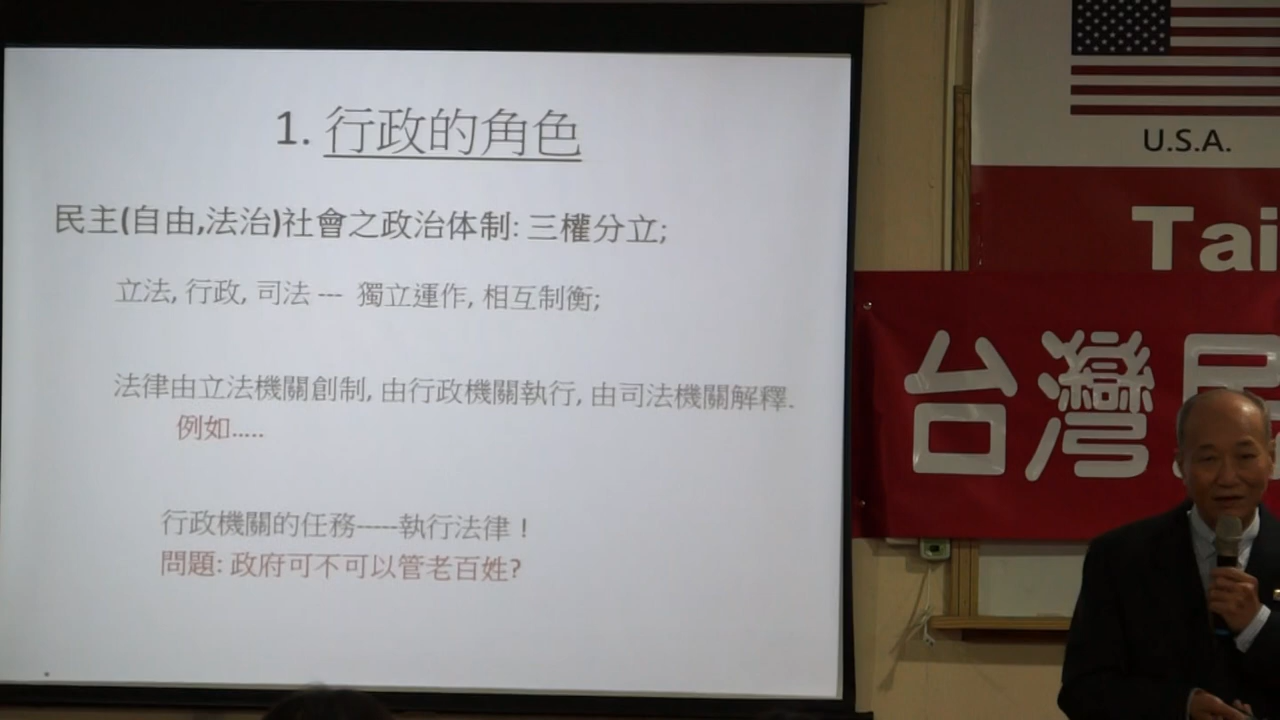 1. 行政的角色
民主(自由,法治)社會之政治体制: 三權分立;
立法, 行政, 司法 --- 獨立運作, 相互制衡;
法律由立法機關創制, 由行政機關執行, 由司法機關解釋.
例如.....
行政機關的任務-----執行法律！
問題: 政府可不可以管老百姓?
U.S.A.
Tai
台灣